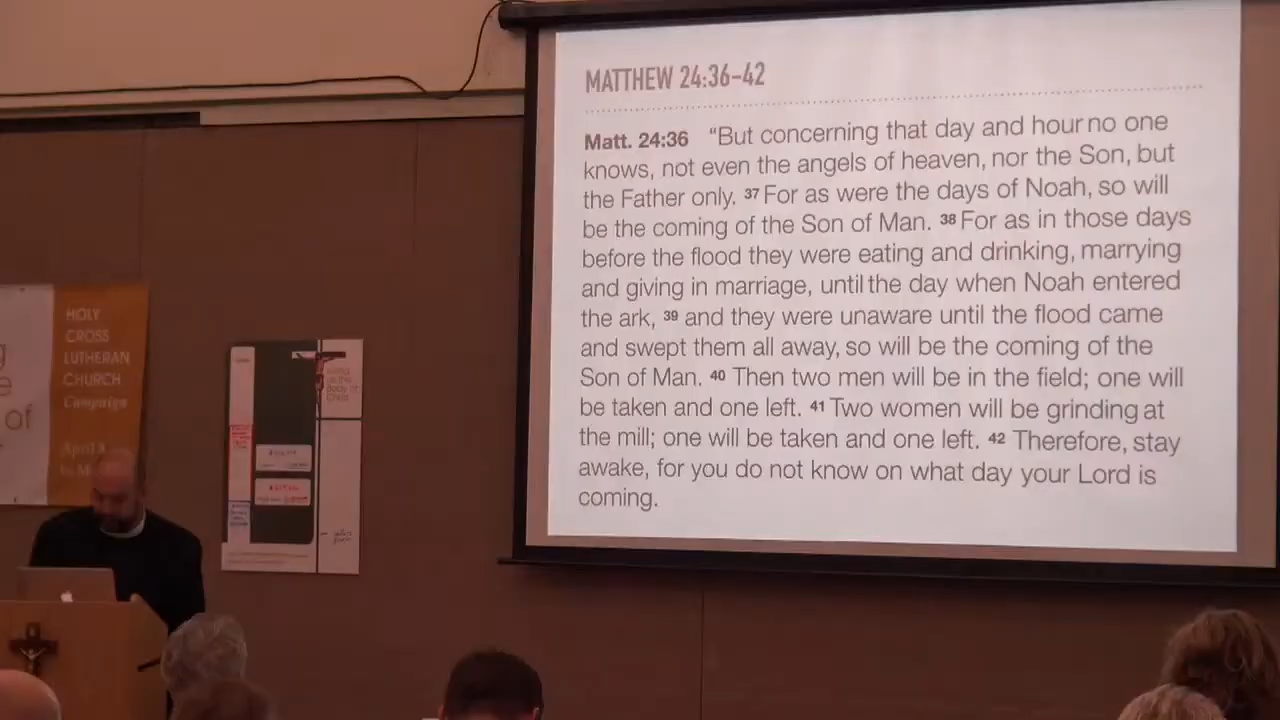 MATTHEW 24:36–42
Matt. 24:36 “But concerning that day and hour no one
knows, not even the angels of heaven, nor the Son, but
the Father only. 37 For as were the days of Noah, so will
be the coming of the Son of Man. 38 For as in those days
before the flood they were eating and drinking, marrying
and giving in marriage, until the day when Noah entered
the ark, 39 and they were unaware until the flood came
and swept them all away, so will be the coming of the
Son of Man. 40 Then two men will be in the field; one will
be taken and one left. 41 Two women will be grinding at
the mill; one will be taken and one left. 42 Therefore, stay
awake, for you do not know on what day your Lord is
coming.
HOLY
CROSS
LUTHERAN
CHURCH
Campaign
April
of